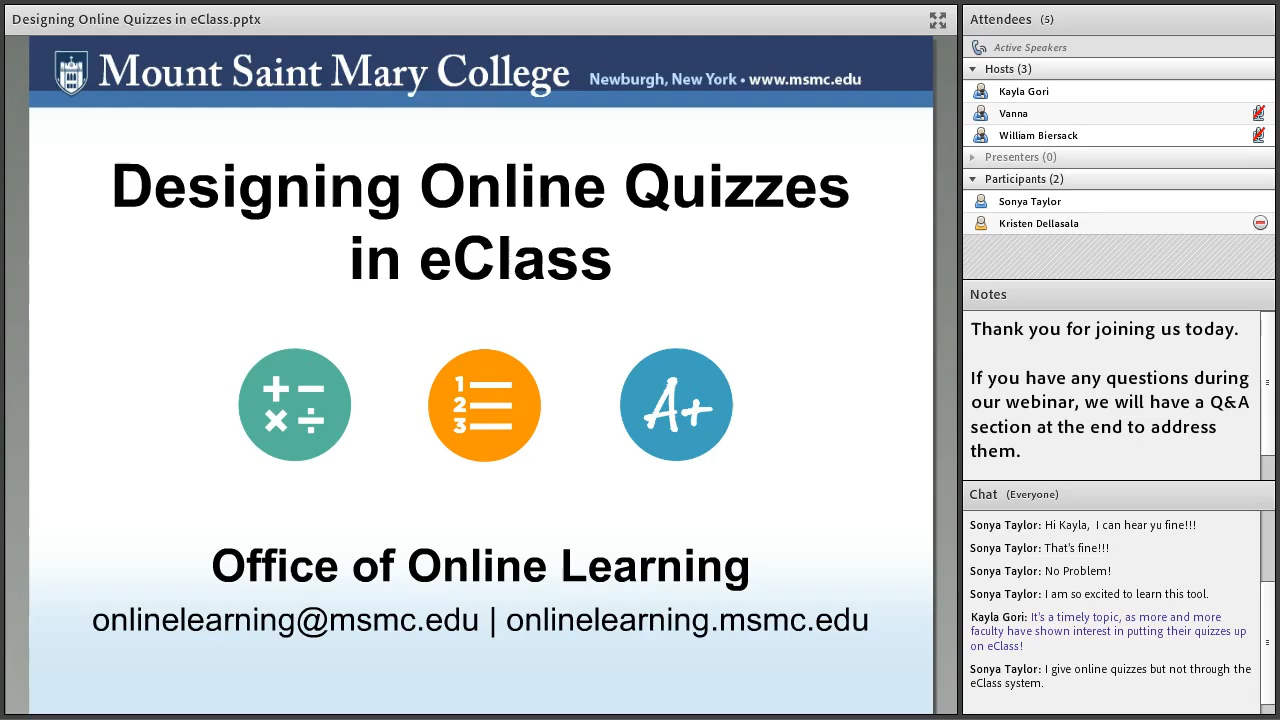 Designing Online Quizzes in eClass.pptx
Mount Saint Mary College Newburgh, New York • www.msmc.edu
Designing Online Quizzes
in eClass
+ −
× ÷
1
2
3
A+
Office of Online Learning
onlinelearning@msmc.edu | onlinelearning.msmc.edu
Attendees (5)
Active Speakers
Hosts (3)
Kayla Gori
Vanna
William Biersack
Presenters (0)
Participants (2)
Sonya Taylor
Kristen Dellasala
Notes
Thank you for joining us today.
If you have any questions during
our webinar, we will have a Q&A
section at the end to address
them.
Chat (Everyone)
Sonya Taylor: Hi Kayla, I can hear yu fine!!!
Sonya Taylor: That's fine!!!
Sonya Taylor: No Problem!
Sonya Taylor: I am so excited to learn this tool.
Kayla Gori: It's a timely topic, as more and more
faculty have shown interest in putting their quizzes up
on eClass!
Sonya Taylor: I give online quizzes but not through the
eClass system.